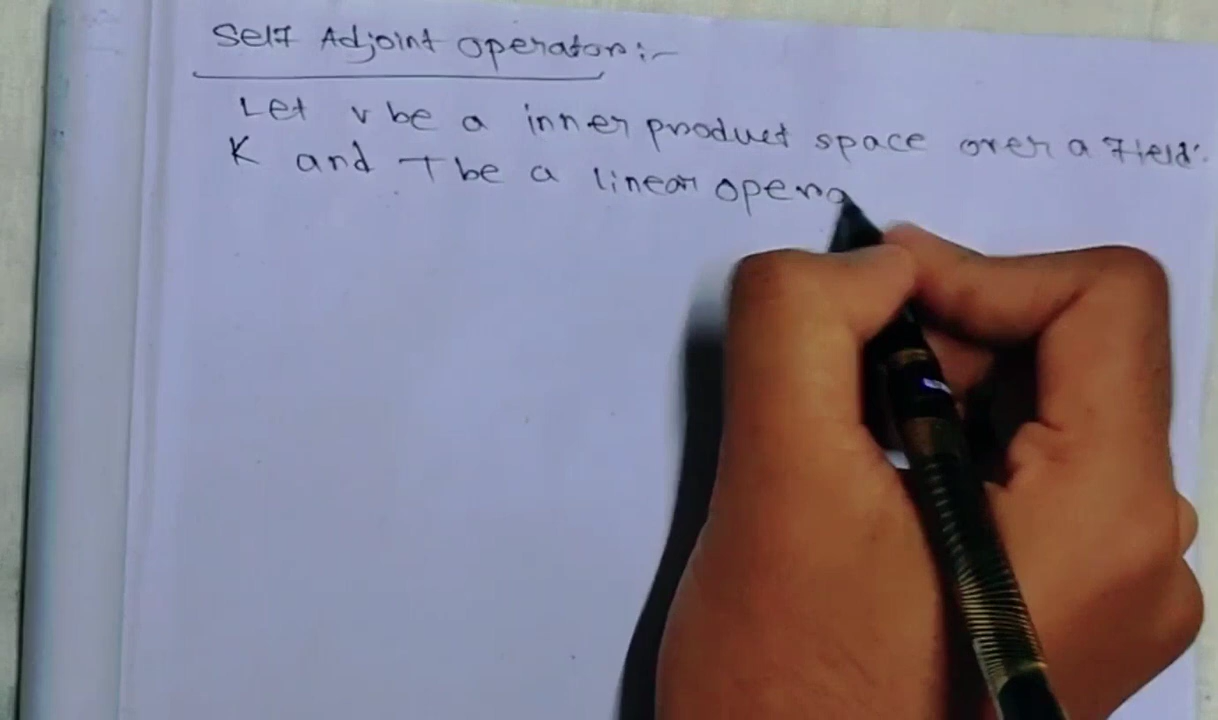 Self Adjoint operator:-
Let v be a inner product space over a Field
K and T be a linear opera